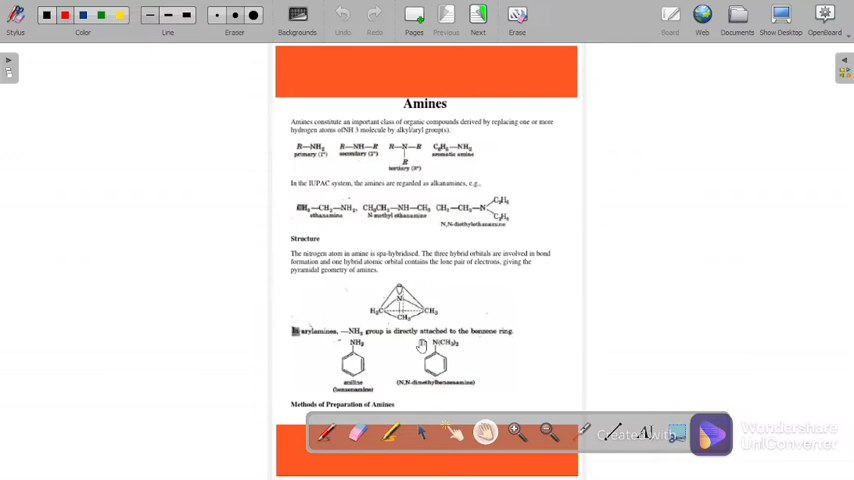 Stylus
Color
Line
Eraser
Backgrounds
Undo
Redo
Pages
Previous
Next
Erase
Board
Web
Documents
Show Desktop
OpenBoard
Amines
Amines constitute an important class of organic compounds derived by replacing one or more
hydrogen atoms ofNH 3 molecule by alkyl/aryl group(s).
R—NH₂ R—NH—R R—N—R C₆H₅—NH₂
primary (1°) secondary (2°) R aromatic amine
tertiary (3°)
In the IUPAC system, the amines are regarded as alkanamines, e.g.,
CH₃—CH₂—NH₂, CH₃CH₂—NH—CH₃ CH₃—CH₂—N C₂H₅
ethanamine N-methyl ethanamine C₂H₅
N,N-diethylethanamine
Structure
The nitrogen atom in amine is spa-hybridised. The three hybrid orbitals are involved in bond
formation and one hybrid atomic orbital contains the lone pair of electrons, giving the
pyramidal geometry of amines.
N
H₃C CH₃
CH₃
In arylamines, —NH₂ group is directly attached to the benzene ring.
NH₂ N(CH₃)₂
aniline (N,N-dimethylbenzenamine)
(benzenamine)
Methods of Preparation of Amines
Created with Wondershare
UniConverter